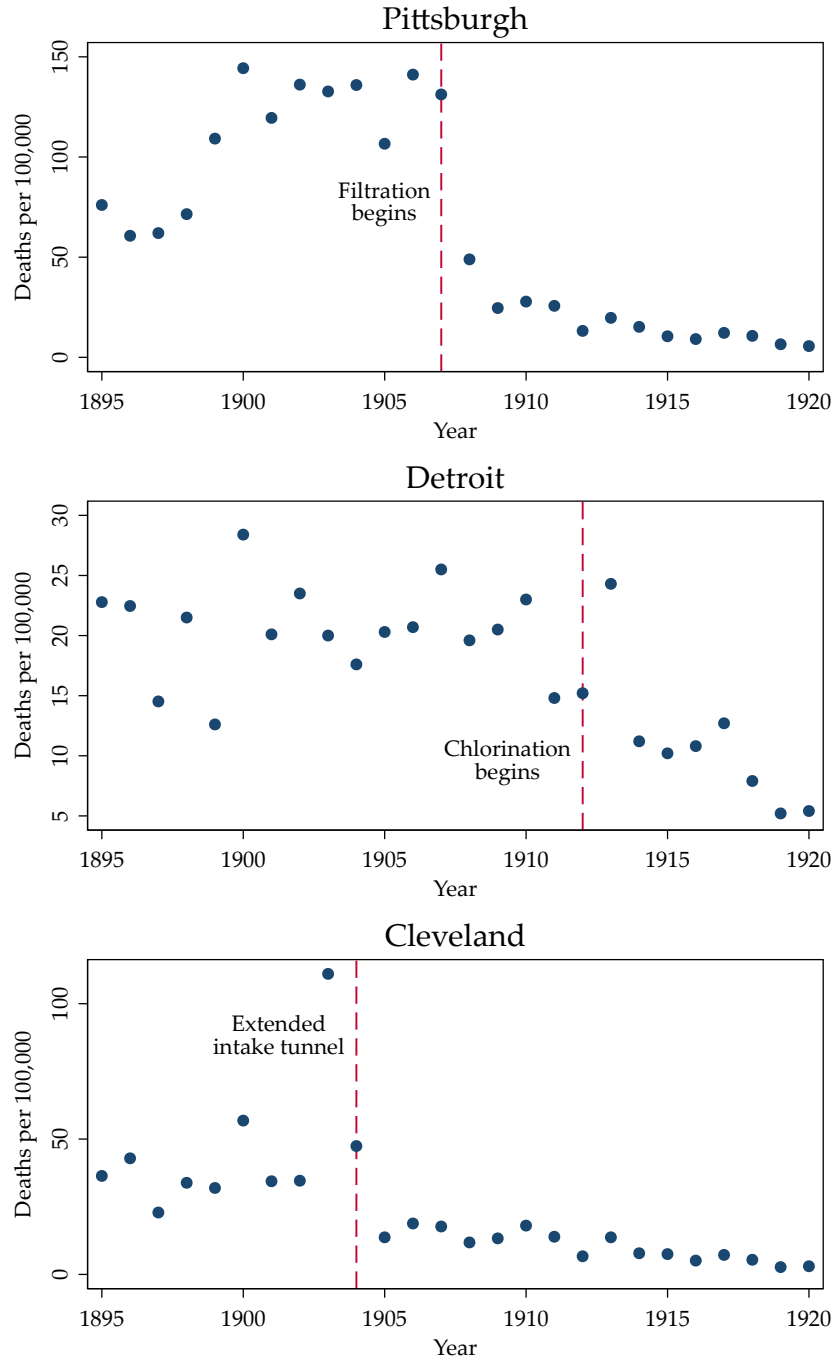 Pittsburgh
150
100
50
0
Deaths per 100,000
Filtration
begins
1895 1900 1905 1910 1915 1920
Year
Detroit
30
25
20
15
10
5
Deaths per 100,000
Chlorination
begins
1895 1900 1905 1910 1915 1920
Year
Cleveland
100
50
0
Deaths per 100,000
Extended
intake tunnel
1895 1900 1905 1910 1915 1920
Year